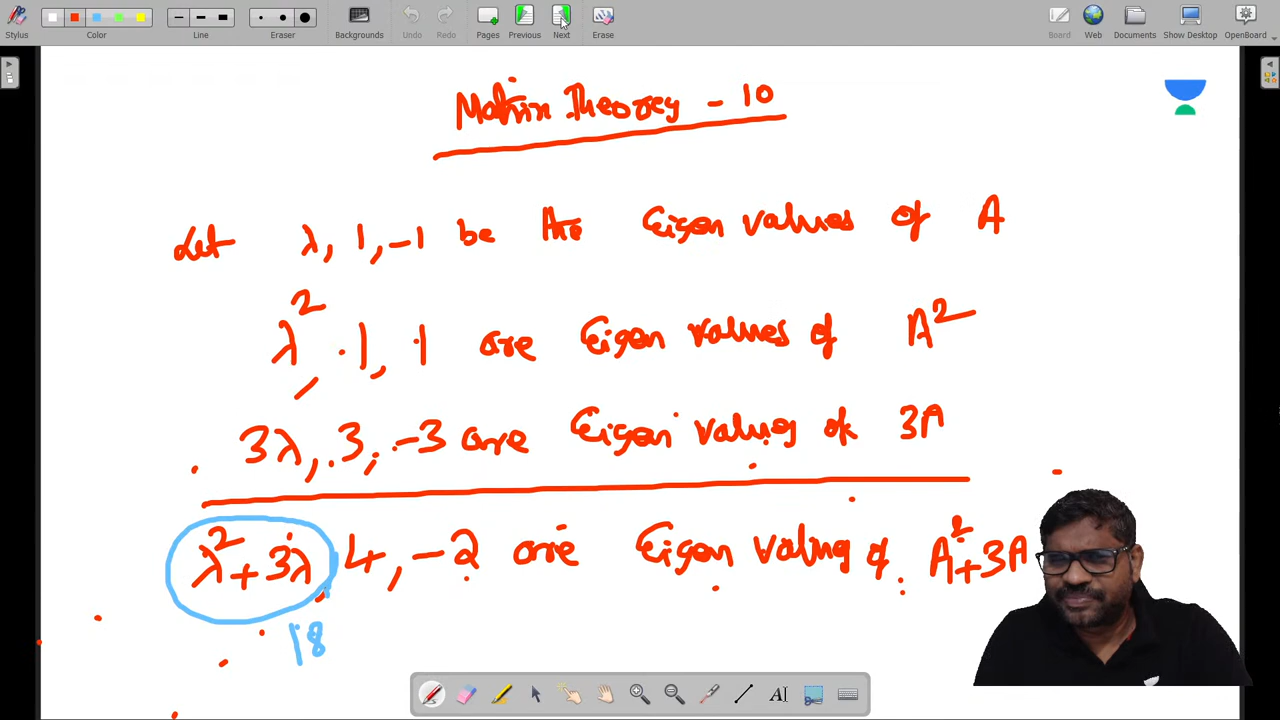 Stylus Color Line Eraser Backgrounds Undo Redo Pages Previous Next Erase Board Web Documents Show Desktop OpenBoard
Matrix Theorey - 10
Let λ, 1, -1 be the Eigen values of A
λ², 1, 1 are Eigen values of A²
3λ, 3, -3 are Eigen values of 3A
λ²+3λ, 4, -2 are Eigen values of A²+3A
18